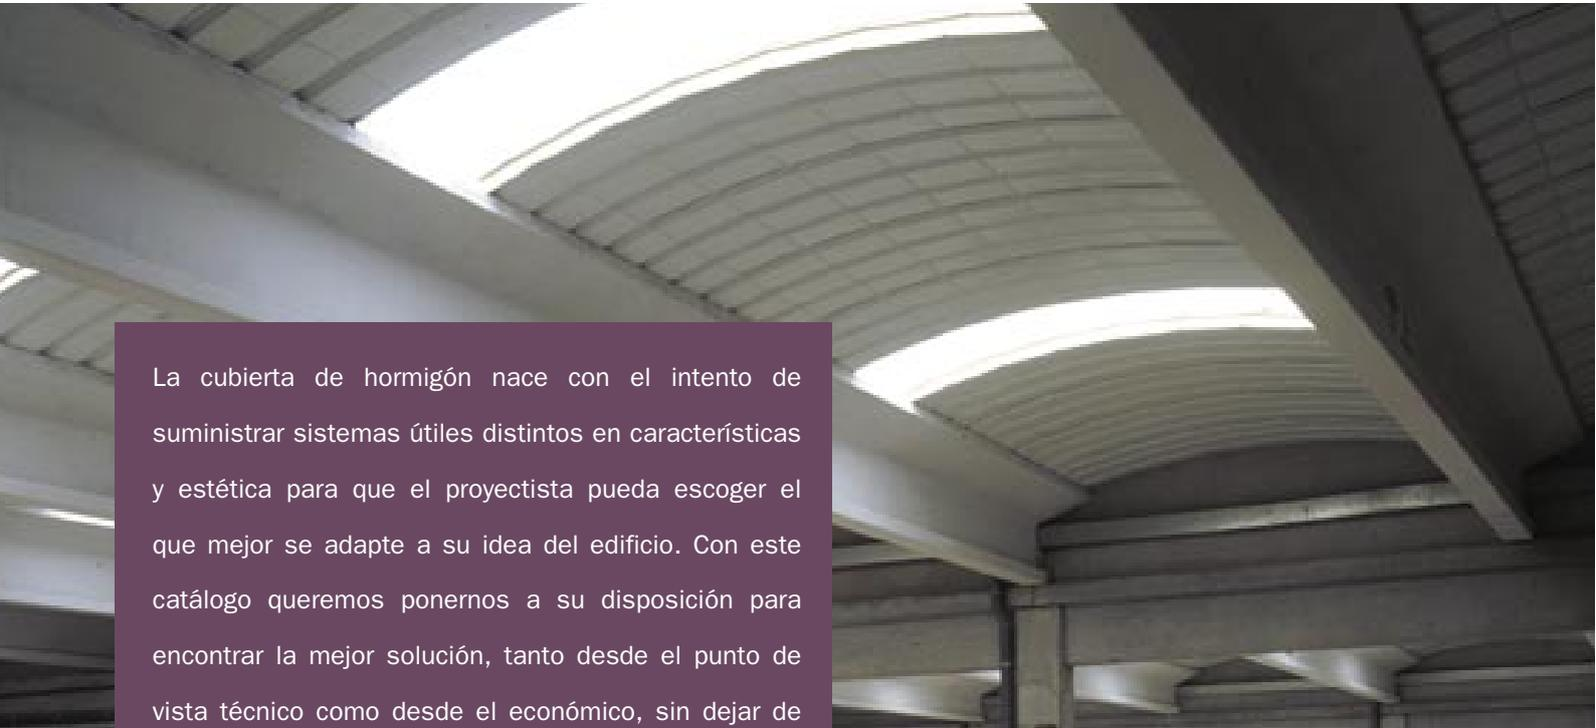 La cubierta de hormigón nace con el intento de
suministrar sistemas útiles distintos en características
y estética para que el proyectista pueda escoger el
que mejor se adapte a su idea del edificio. Con este
catálogo queremos ponernos a su disposición para
encontrar la mejor solución, tanto desde el punto de
vista técnico como desde el económico, sin dejar de